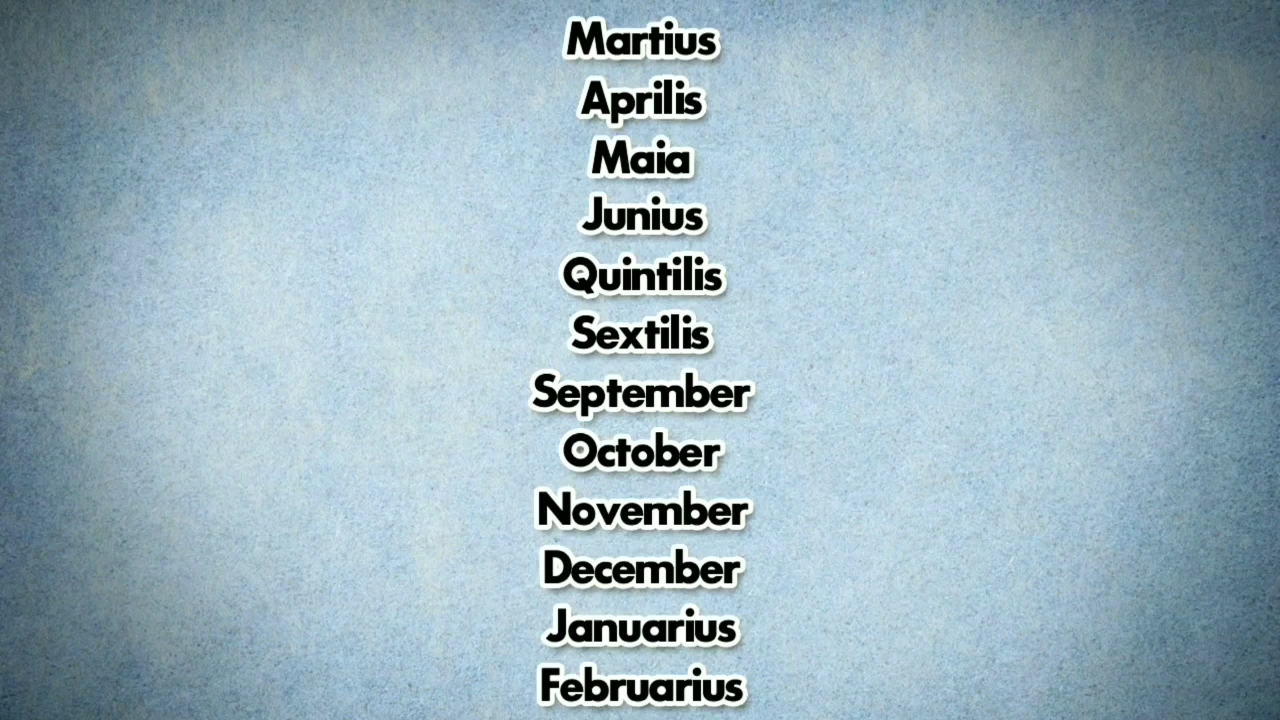 Martius
Aprilis
Maia
Junius
Quintilis
Sextilis
September
October
November
December
Januarius
Februarius